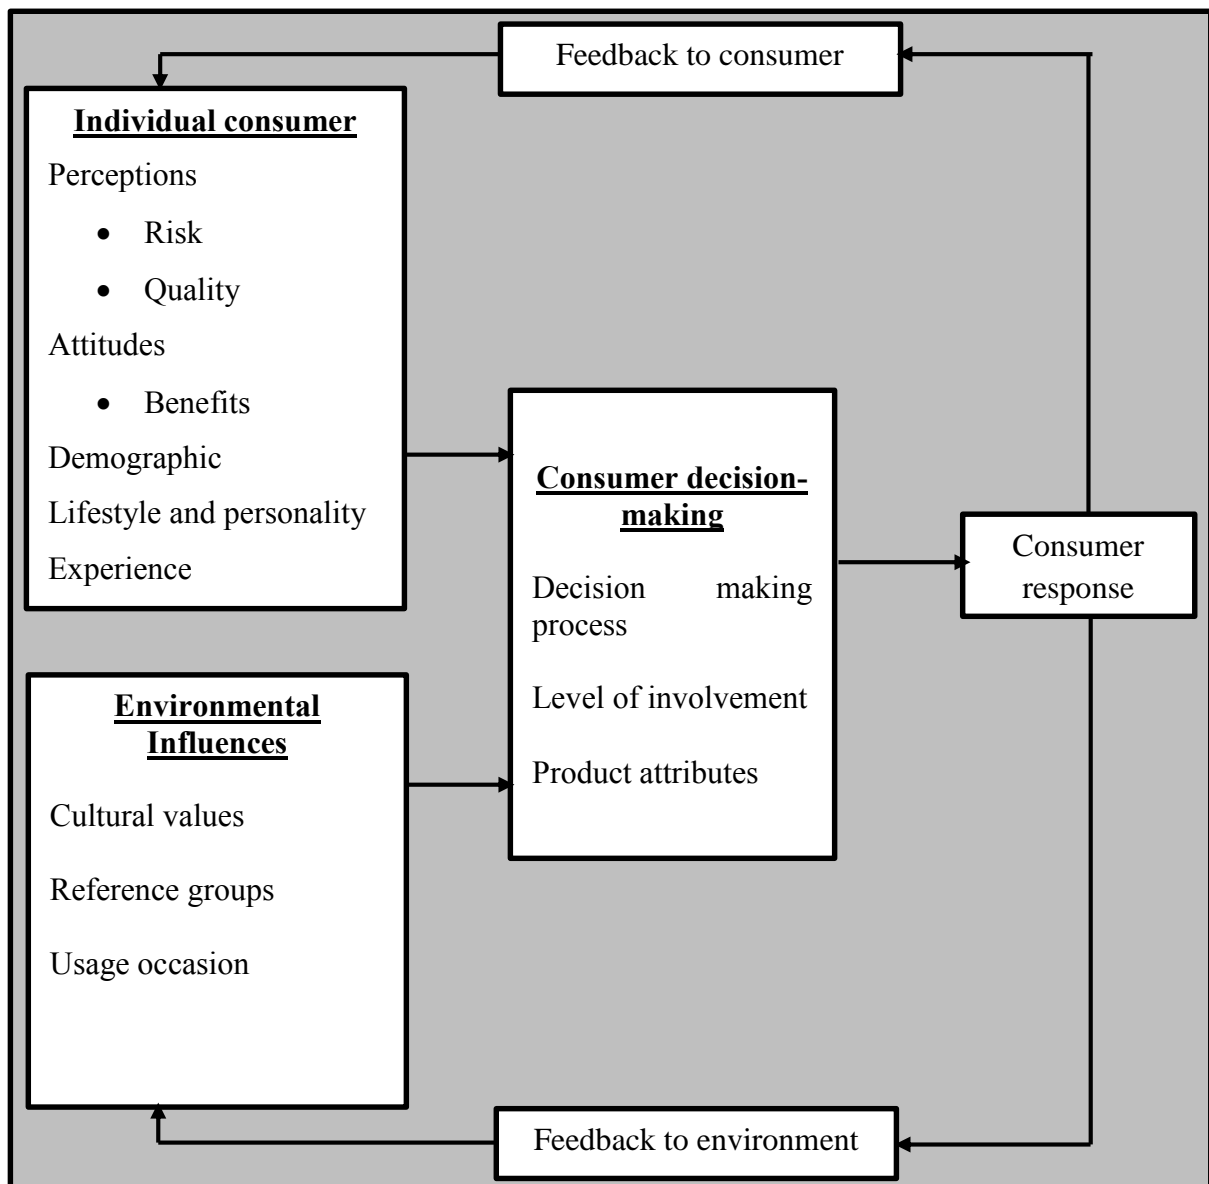 Feedback to consumer
Individual consumer
Perceptions
• Risk
• Quality
Attitudes
• Benefits
Demographic
Lifestyle and personality
Experience
Consumer decision-
making
Decision making
process
Level of involvement
Product attributes
Consumer
response
Environmental
Influences
Cultural values
Reference groups
Usage occasion
Feedback to environment